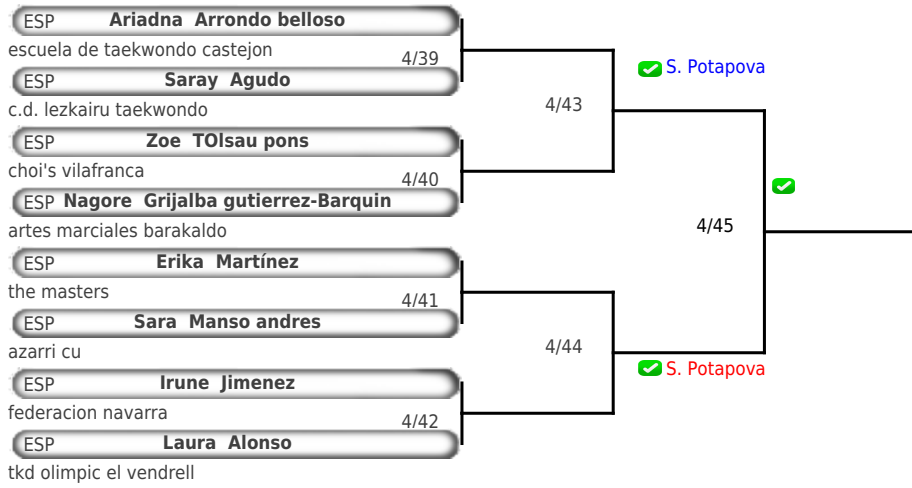 ESP Ariadna Arrondo belloso
escuela de taekwondo castejon
4/39
ESP Saray Agudo
c.d. lezkairu taekwondo
ESP Zoe TOlsau pons
choi's vilafranca
4/40
ESP Nagore Grijalba gutierrez-Barquin
artes marciales barakaldo
ESP Erika Martínez
the masters
4/41
ESP Sara Manso andres
azarri cu
ESP Irune Jimenez
federacion navarra
4/42
ESP Laura Alonso
tkd olimpic el vendrell
4/43
4/44
S. Potapova
4/45
S. Potapova